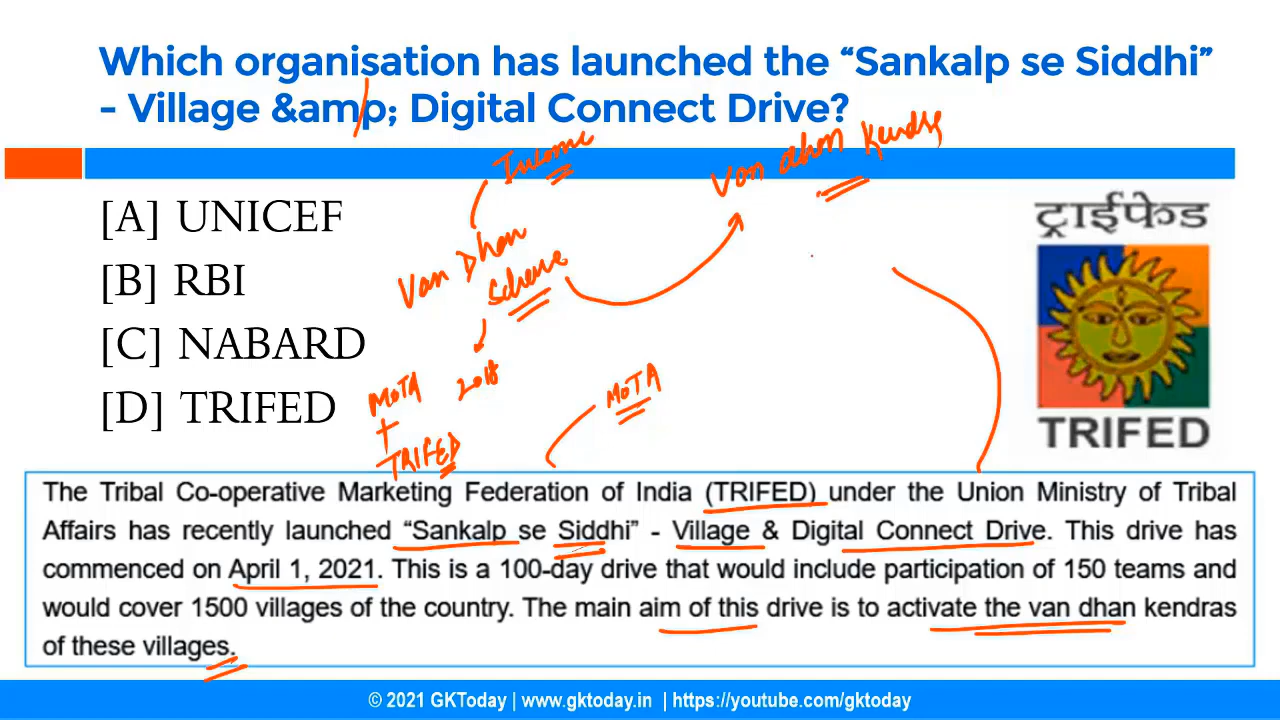 Which organisation has launched the “Sankalp se Siddhi”
- Village &amp; Digital Connect Drive?
Income
Van dhan Kendra
[A] UNICEF
ट्राईफेड
Van Dhan
Scheme
[B] RBI
[C] NABARD
2018
MoTA
MoTA
[D] TRIFED
+
TRIFED
TRIFED
The Tribal Co-operative Marketing Federation of India (TRIFED) under the Union Ministry of Tribal
Affairs has recently launched “Sankalp se Siddhi” - Village & Digital Connect Drive. This drive has
commenced on April 1, 2021. This is a 100-day drive that would include participation of 150 teams and
would cover 1500 villages of the country. The main aim of this drive is to activate the van dhan kendras
of these villages.
© 2021 GKToday | www.gktoday.in | https://youtube.com/gktoday